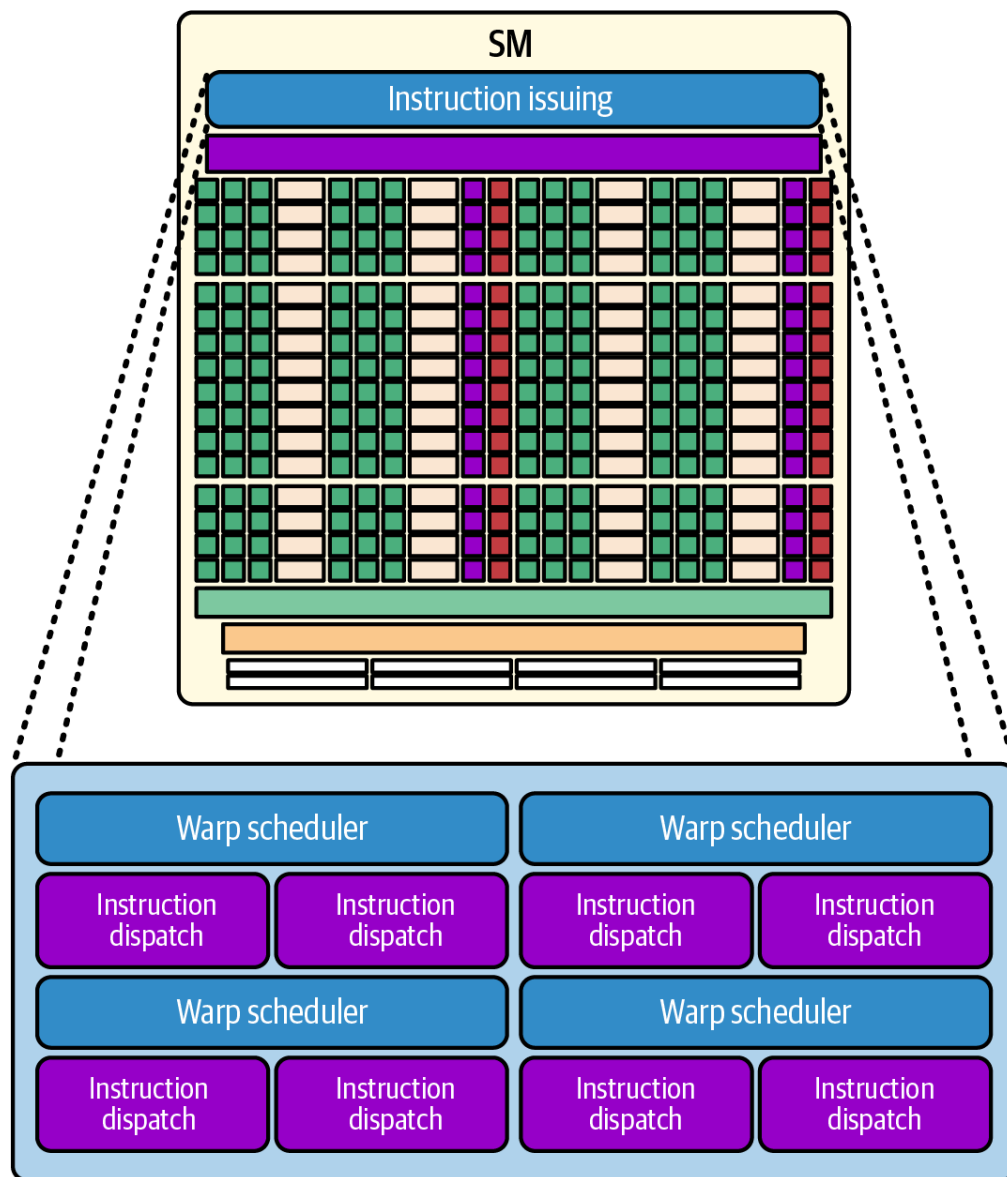 SM
Instruction issuing
Warp scheduler Warp scheduler
Instruction Instruction Instruction Instruction
dispatch dispatch dispatch dispatch
Warp scheduler Warp scheduler
Instruction Instruction Instruction Instruction
dispatch dispatch dispatch dispatch